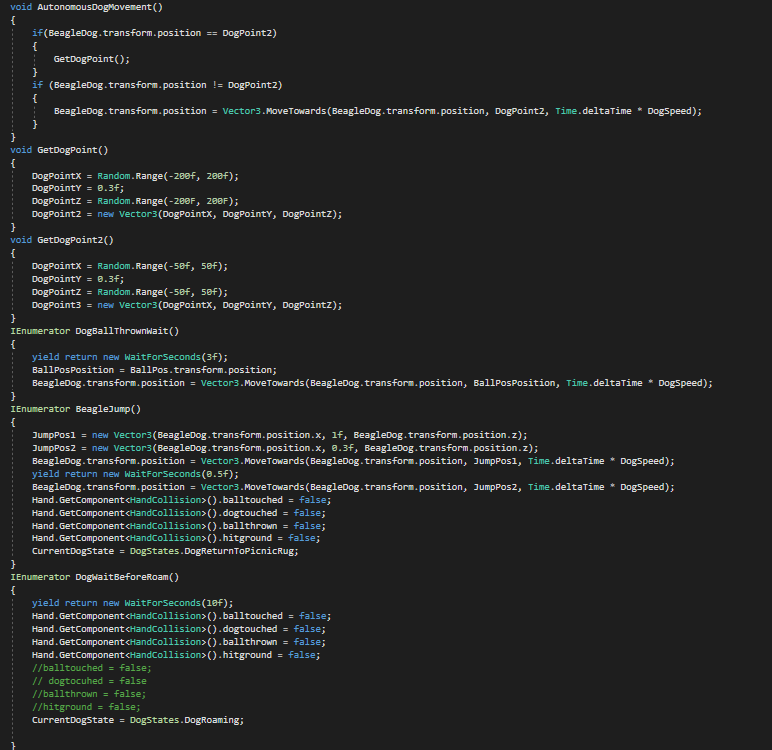 void AutonomousDogMovement()
{
if(BeagleDog.transform.position == DogPoint2)
{
GetDogPoint();
}
if (BeagleDog.transform.position != DogPoint2)
{
BeagleDog.transform.position = Vector3.MoveTowards(BeagleDog.transform.position, DogPoint2, Time.deltaTime * DogSpeed);
}
}
void GetDogPoint()
{
DogPointX = Random.Range(-200f, 200f);
DogPointY = 0.3f;
DogPointZ = Random.Range(-200F, 200F);
DogPoint2 = new Vector3(DogPointX, DogPointY, DogPointZ);
}
void GetDogPoint2()
{
DogPointX = Random.Range(-50f, 50f);
DogPointY = 0.3f;
DogPointZ = Random.Range(-50f, 50f);
DogPoint3 = new Vector3(DogPointX, DogPointY, DogPointZ);
}
IEnumerator DogBallThrownWait()
{
yield return new WaitForSeconds(3f);
BallPosPosition = BallPos.transform.position;
BeagleDog.transform.position = Vector3.MoveTowards(BeagleDog.transform.position, BallPosPosition, Time.deltaTime * DogSpeed);
}
IEnumerator BeagleJump()
{
JumpPos1 = new Vector3(BeagleDog.transform.position.x, 1f, BeagleDog.transform.position.z);
JumpPos2 = new Vector3(BeagleDog.transform.position.x, 0.3f, BeagleDog.transform.position.z);
BeagleDog.transform.position = Vector3.MoveTowards(BeagleDog.transform.position, JumpPos1, Time.deltaTime * DogSpeed);
yield return new WaitForSeconds(0.5f);
BeagleDog.transform.position = Vector3.MoveTowards(BeagleDog.transform.position, JumpPos2, Time.deltaTime * DogSpeed);
Hand.GetComponent<HandCollision>().balltouched = false;
Hand.GetComponent<HandCollision>().dogtouched = false;
Hand.GetComponent<HandCollision>().ballthrown = false;
Hand.GetComponent<HandCollision>().hitground = false;
CurrentDogState = DogStates.DogReturnToPicnicRug;
}
IEnumerator DogWaitBeforeRoam()
{
yield return new WaitForSeconds(10f);
Hand.GetComponent<HandCollision>().balltouched = false;
Hand.GetComponent<HandCollision>().dogtouched = false;
Hand.GetComponent<HandCollision>().ballthrown = false;
Hand.GetComponent<HandCollision>().hitground = false;
//balltouched = false;
// dogtocuhed = false
//ballthrown = false;
//hitground = false;
CurrentDogState = DogStates.DogRoaming;
}